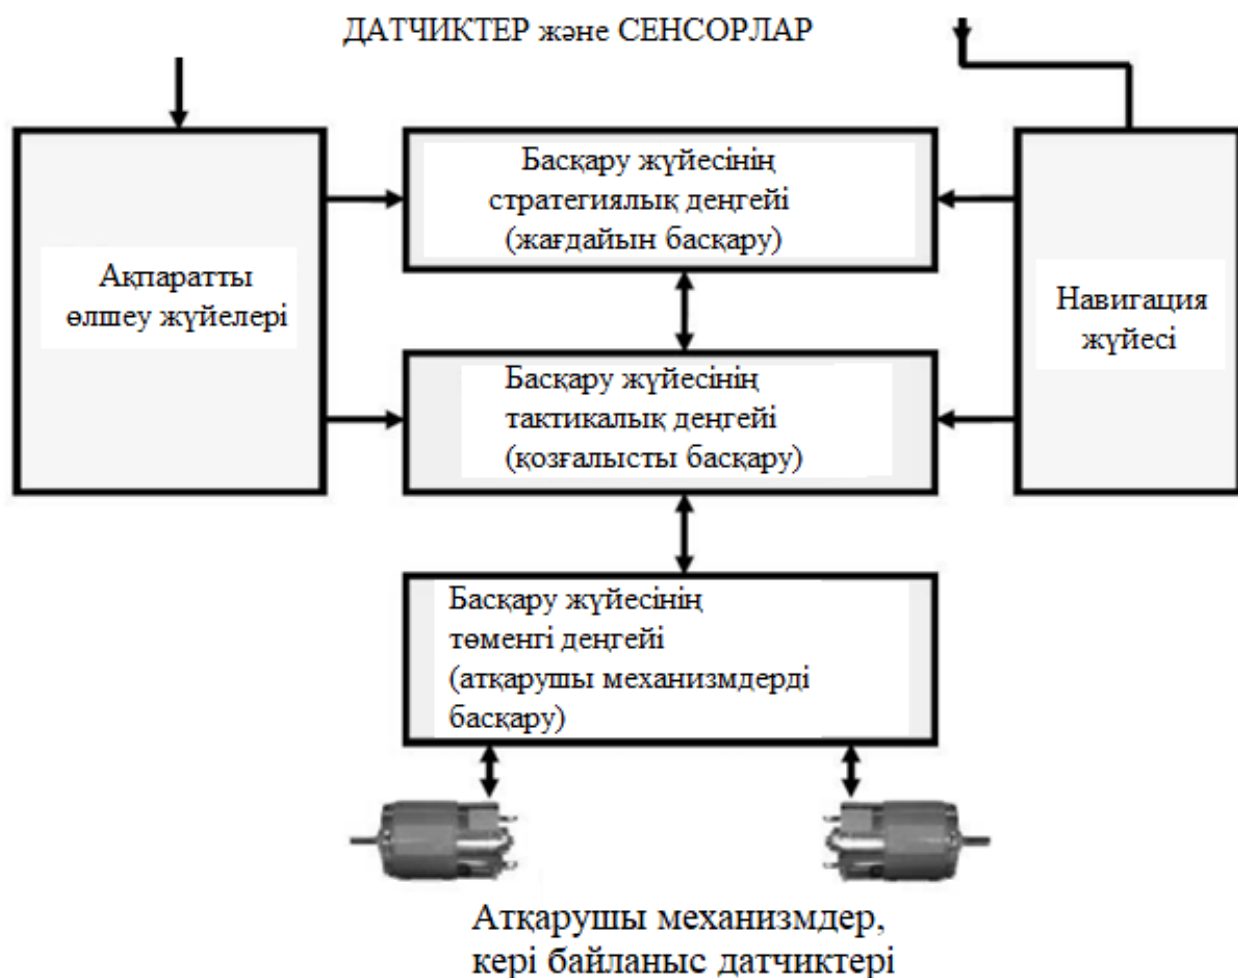 ДАТЧИКТЕР және СЕНСОРЛАР
Ақпаратты
өлшеу жүйелері
Басқару жүйесінің
стратегиялық деңгейі
(жағдайын басқару)
Навигация
жүйесі
Басқару жүйесінің
тактикалық деңгейі
(қозғалысты басқару)
Басқару жүйесінің
төменгі деңгейі
(атқарушы механизмдерді
басқару)
Атқарушы механизмдер,
кері байланыс датчиктері